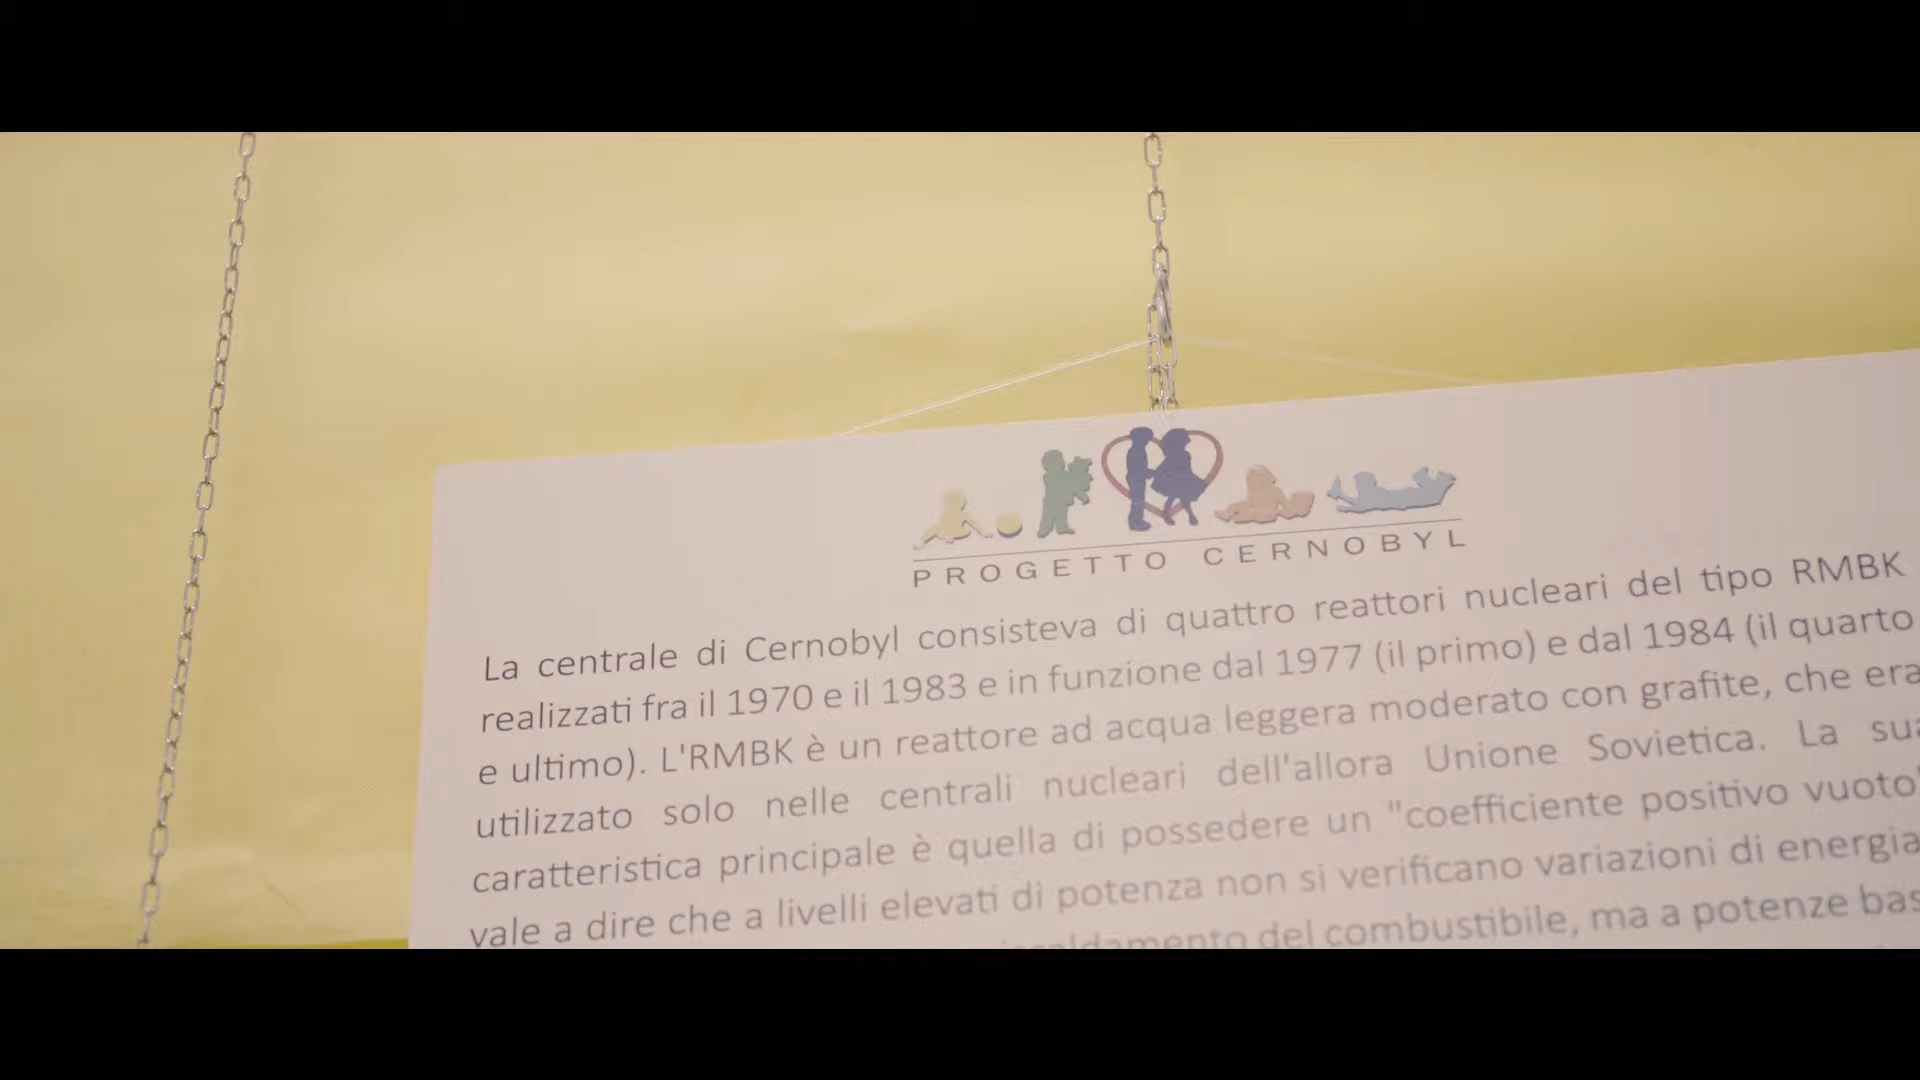 PROGETTO CERNOBYL
La centrale di Cernobyl consisteva di quattro reattori nucleari del tipo RMBK
realizzati fra il 1970 e il 1983 e in funzione dal 1977 (il primo) e dal 1984 (il quarto
e ultimo). L'RMBK è un reattore ad acqua leggera moderato con grafite, che era
utilizzato solo nelle centrali nucleari dell'allora Unione Sovietica. La sua
caratteristica principale è quella di possedere un "coefficiente positivo vuoto"
vale a dire che a livelli elevati di potenza non si verificano variazioni di energia
del combustibile, ma a potenze